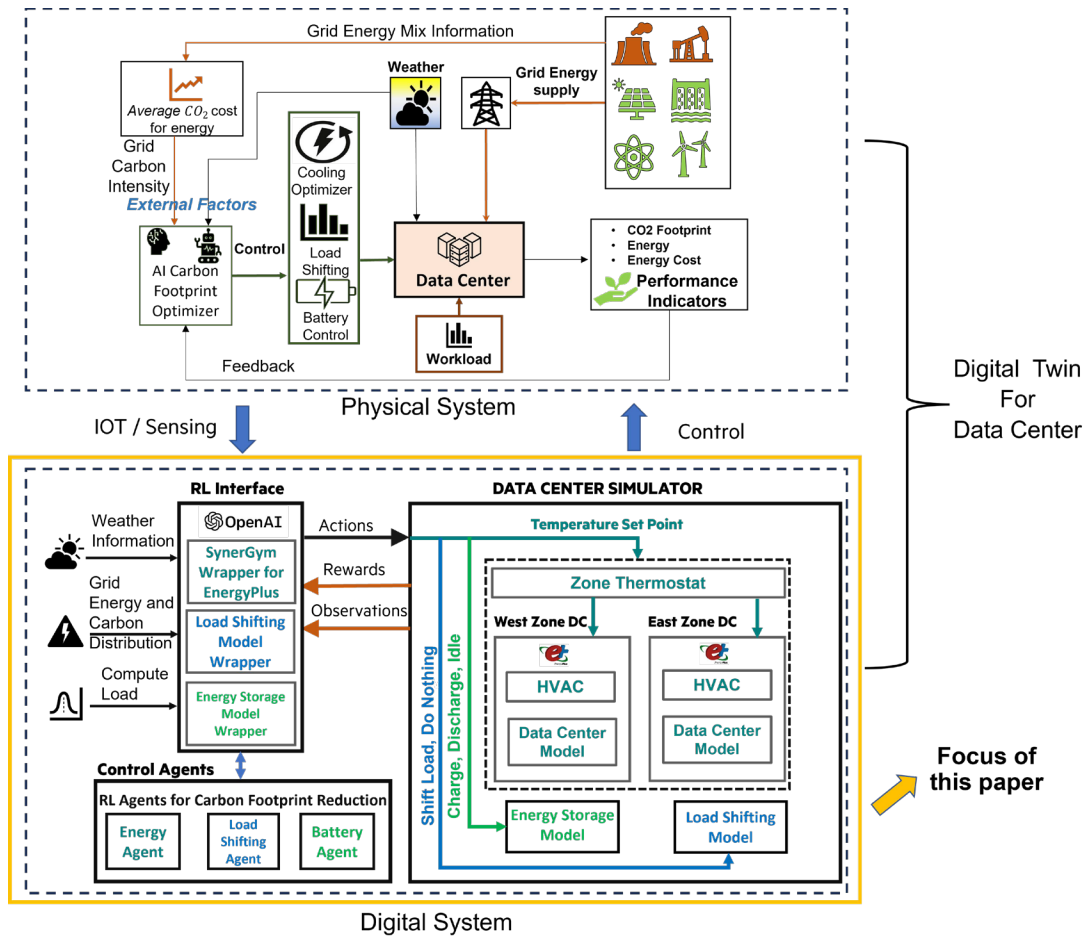 Grid Energy Mix Information
Average CO₂ cost
for energy
Weather
Grid Energy
supply
Grid
Carbon
Intensity
External Factors
Cooling
Optimizer
Load
Shifting
Battery
Control
AI Carbon
Footprint
Optimizer
Control
Data Center
Workload
• CO2 Footprint
• Energy
• Energy Cost
Performance
Indicators
Feedback
Physical System
IOT / Sensing
Control
Digital Twin
For
Data Center
RL Interface
OpenAI
SynerGym
Wrapper for
EnergyPlus
Load Shifting
Model
Wrapper
Energy Storage
Model
Wrapper
Weather
Information
Grid
Energy and
Carbon
Distribution
Compute
Load
Actions
Rewards
Observations
Control Agents
RL Agents for Carbon Footprint Reduction
Energy
Agent
Load
Shifting
Agent
Battery
Agent
DATA CENTER SIMULATOR
Temperature Set Point
Zone Thermostat
West Zone DC
HVAC
Data Center
Model
East Zone DC
HVAC
Data Center
Model
Shift Load, Do Nothing
Charge, Discharge, Idle
Energy Storage
Model
Load Shifting
Model
Focus of
this paper
Digital System